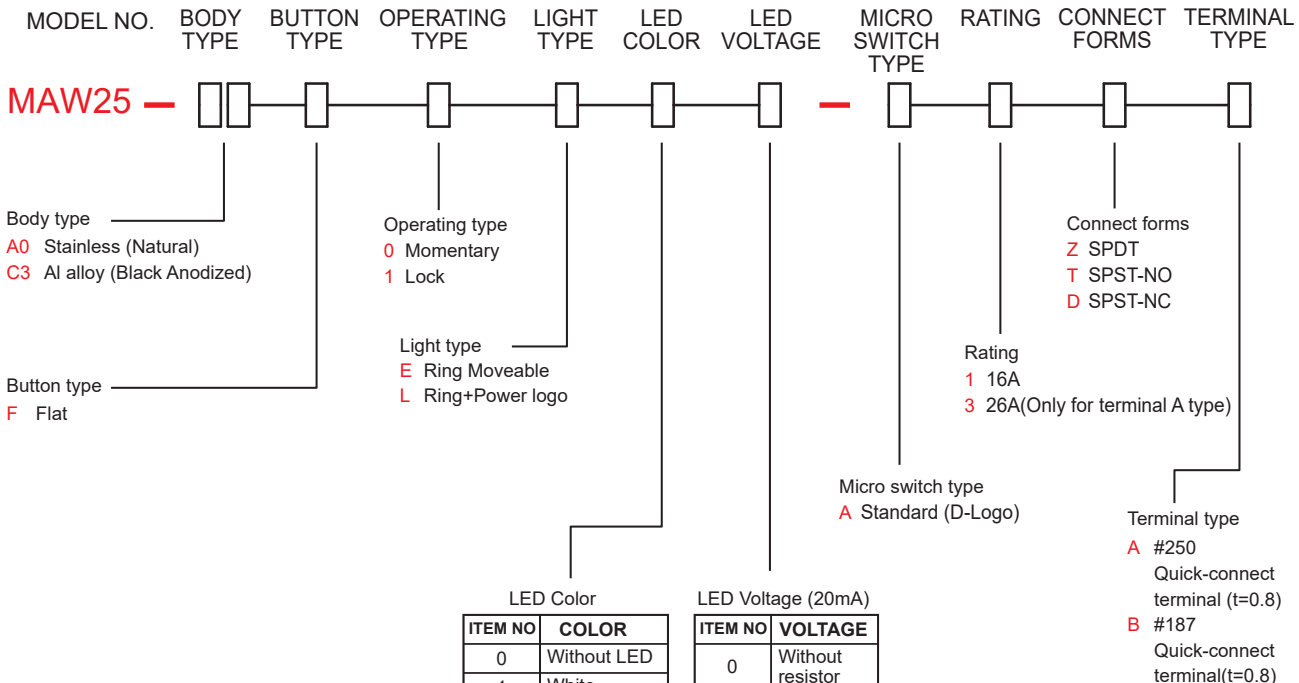 MODEL NO.
BODY TYPE
BUTTON TYPE
OPERATING TYPE
LIGHT TYPE
LED COLOR
LED VOLTAGE
MICRO SWITCH TYPE
RATING
CONNECT FORMS
TERMINAL TYPE
MAW25 —
—
Body type
A0 Stainless (Natural)
C3 Al alloy (Black Anodized)
Button type
F Flat
Operating type
0 Momentary
1 Lock
Light type
E Ring Moveable
L Ring+Power logo
LED Color
ITEM NO COLOR
0 Without LED
LED Voltage (20mA)
ITEM NO VOLTAGE
0 Without
resistor
Micro switch type
A Standard (D-Logo)
Rating
1 16A
3 26A(Only for terminal A type)
Connect forms
Z SPDT
T SPST-NO
D SPST-NC
Terminal type
A #250
Quick-connect
terminal (t=0.8)
B #187
Quick-connect
terminal(t=0.8)